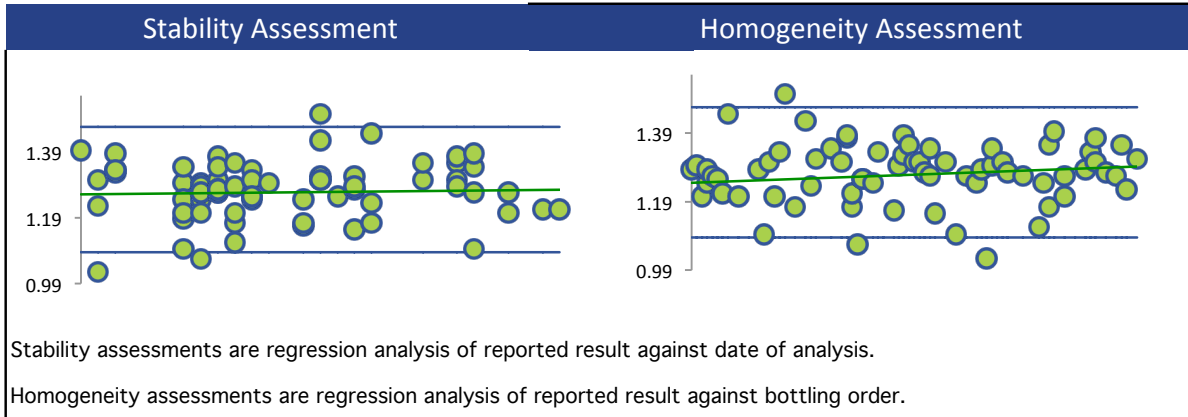 Stability Assessment
Homogeneity Assessment
1.39
1.19
0.99
1.39
1.19
0.99
Stability assessments are regression analysis of reported result against date of analysis.
Homogeneity assessments are regression analysis of reported result against bottling order.